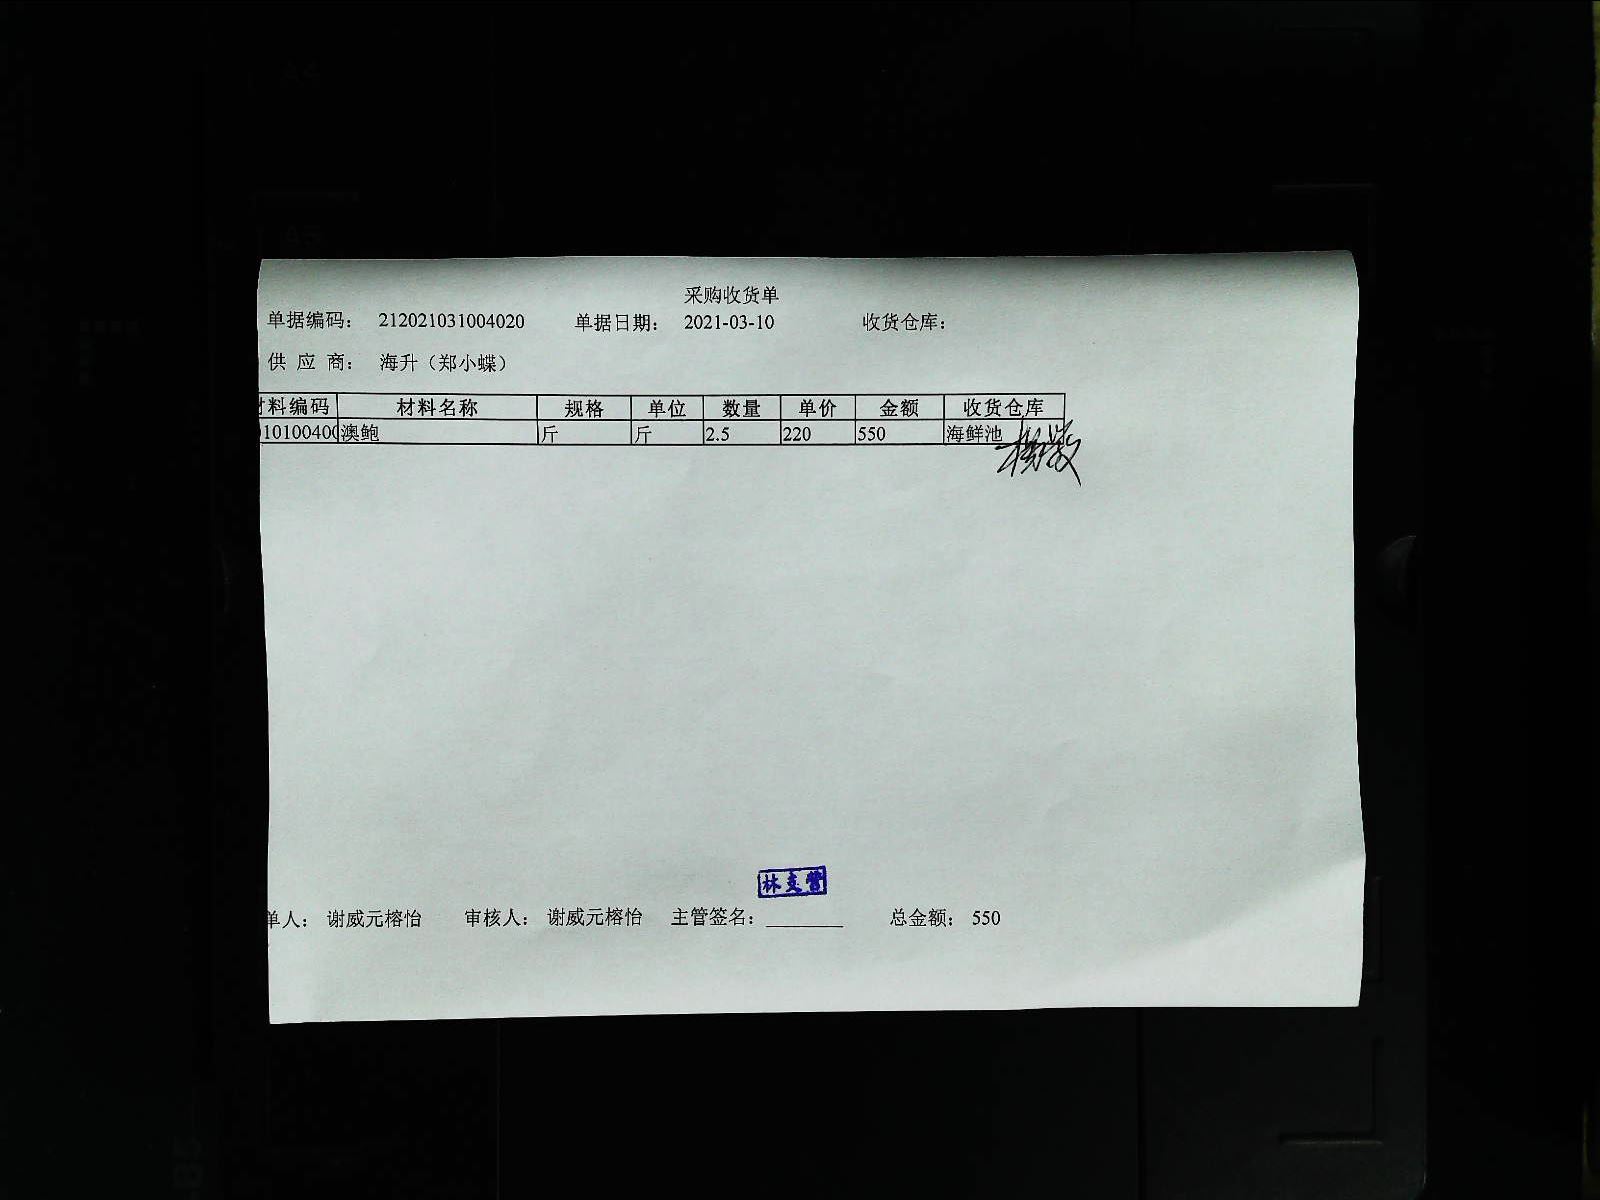 采购收货单
单据编码： 212021031004020 单据日期： 2021-03-10 收货仓库：
供 应 商： 海升（郑小蝶）
材料编码 材料名称 规格 单位 数量 单价 金额 收货仓库
10100400 澳鲍 斤 斤 2.5 220 550 海鲜池
林支管
单人： 谢威元榕怡 审核人： 谢威元榕怡 主管签名：________ 总金额： 550